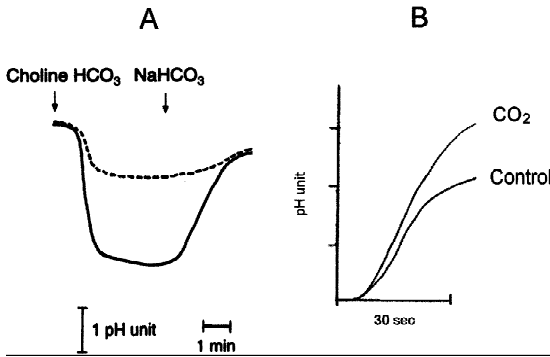 A
B
Choline HCO₃ NaHCO₃
1 pH unit
1 min
pH unit
CO₂
Control
30 sec